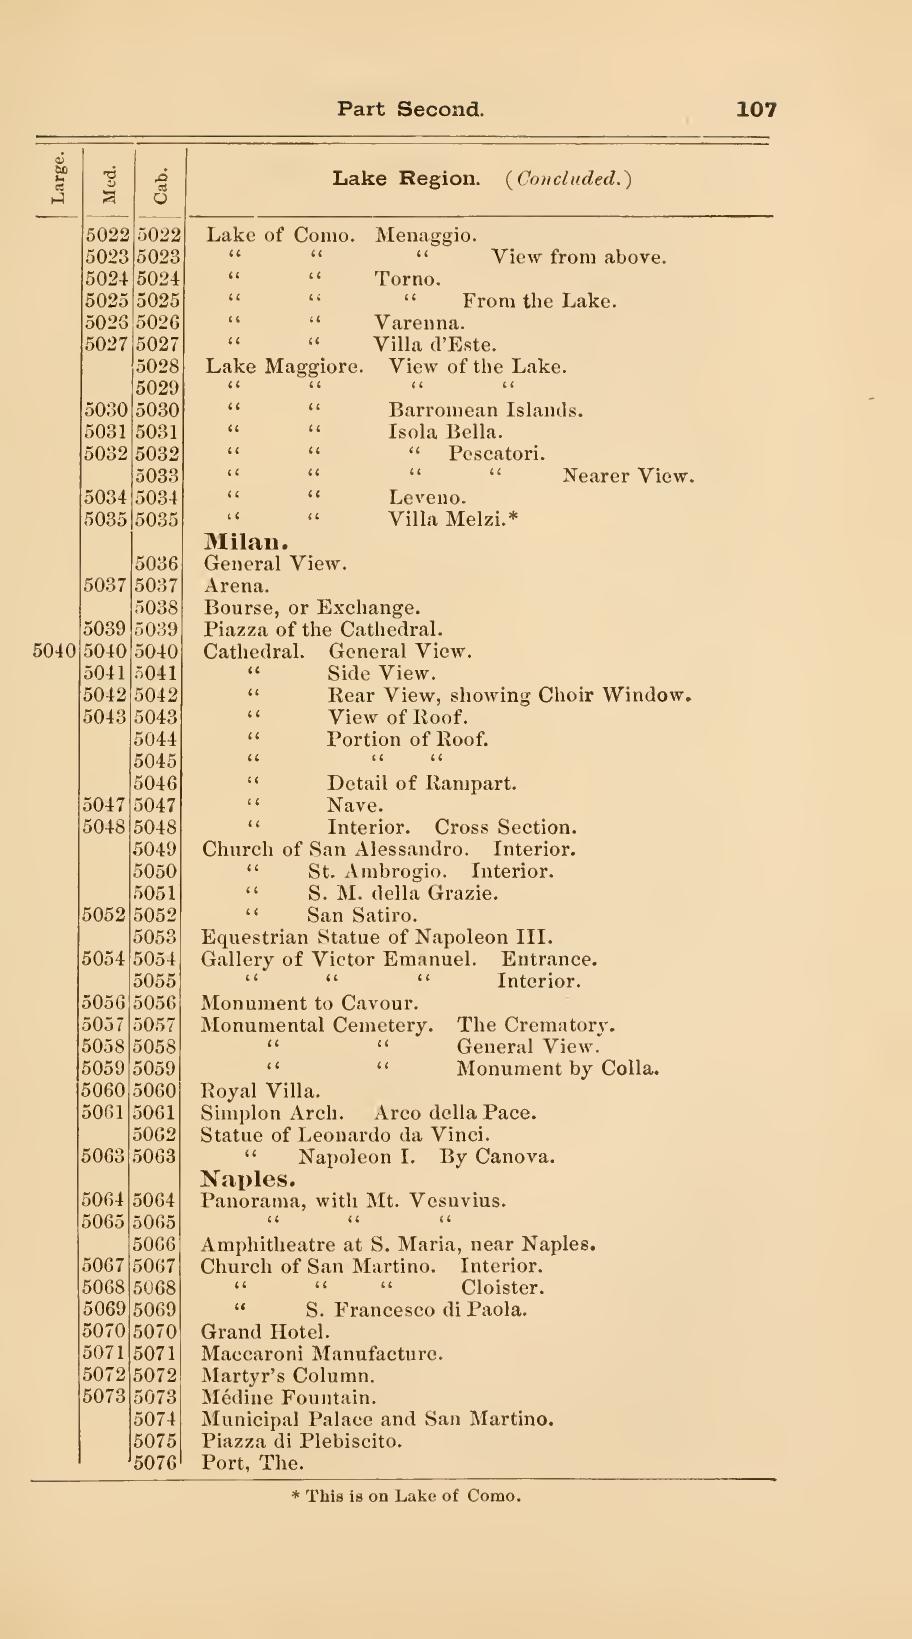 Part Second. 107
Large. Med. Cab. Lake Region. (Concluded.)
5022 5022 Lake of Como. Menaggio.
5023 5023 “ “ “ View from above.
5024 5024 “ “ Torno.
5025 5025 “ “ “ From the Lake.
5026 5026 “ “ Varenna.
5027 5027 “ “ Villa d'Este.
5028 Lake Maggiore. View of the Lake.
5029 “ “ “ “
5030 5030 “ “ Barromean Islands.
5031 5031 “ “ Isola Bella.
5032 5032 “ “ “ Pescatori.
5033 “ “ “ “ Nearer View.
5034 5034 “ “ Leveno.
5035 5035 “ “ Villa Melzi.*
Milan.
5036 General View.
5037 5037 Arena.
5038 Bourse, or Exchange.
5039 5039 Piazza of the Cathedral.
5040 5040 5040 Cathedral. General View.
5041 5041 “ Side View.
5042 5042 “ Rear View, showing Choir Window.
5043 5043 “ View of Roof.
5044 “ Portion of Roof.
5045 “ “ “
5046 “ Detail of Rampart.
5047 5047 “ Nave.
5048 5048 “ Interior. Cross Section.
5049 Church of San Alessandro. Interior.
5050 “ St. Ambrogio. Interior.
5051 “ S. M. della Grazie.
5052 5052 “ San Satiro.
5053 Equestrian Statue of Napoleon III.
5054 5054 Gallery of Victor Emanuel. Entrance.
5055 “ “ “ Interior.
5056 5056 Monument to Cavour.
5057 5057 Monumental Cemetery. The Crematory.
5058 5058 “ “ General View.
5059 5059 “ “ Monument by Colla.
5060 5060 Royal Villa.
5061 5061 Simplon Arch. Arco della Pace.
5062 Statue of Leonardo da Vinci.
5063 5063 “ Napoleon I. By Canova.
Naples.
5064 5064 Panorama, with Mt. Vesuvius.
5065 5065 “ “ “
5066 Amphitheatre at S. Maria, near Naples.
5067 5067 Church of San Martino. Interior.
5068 5068 “ “ “ Cloister.
5069 5069 “ S. Francesco di Paola.
5070 5070 Grand Hotel.
5071 5071 Maccaroni Manufacture.
5072 5072 Martyr's Column.
5073 5073 Médine Fountain.
5074 Municipal Palace and San Martino.
5075 Piazza di Plebiscito.
5076 Port, The.
* This is on Lake of Como.